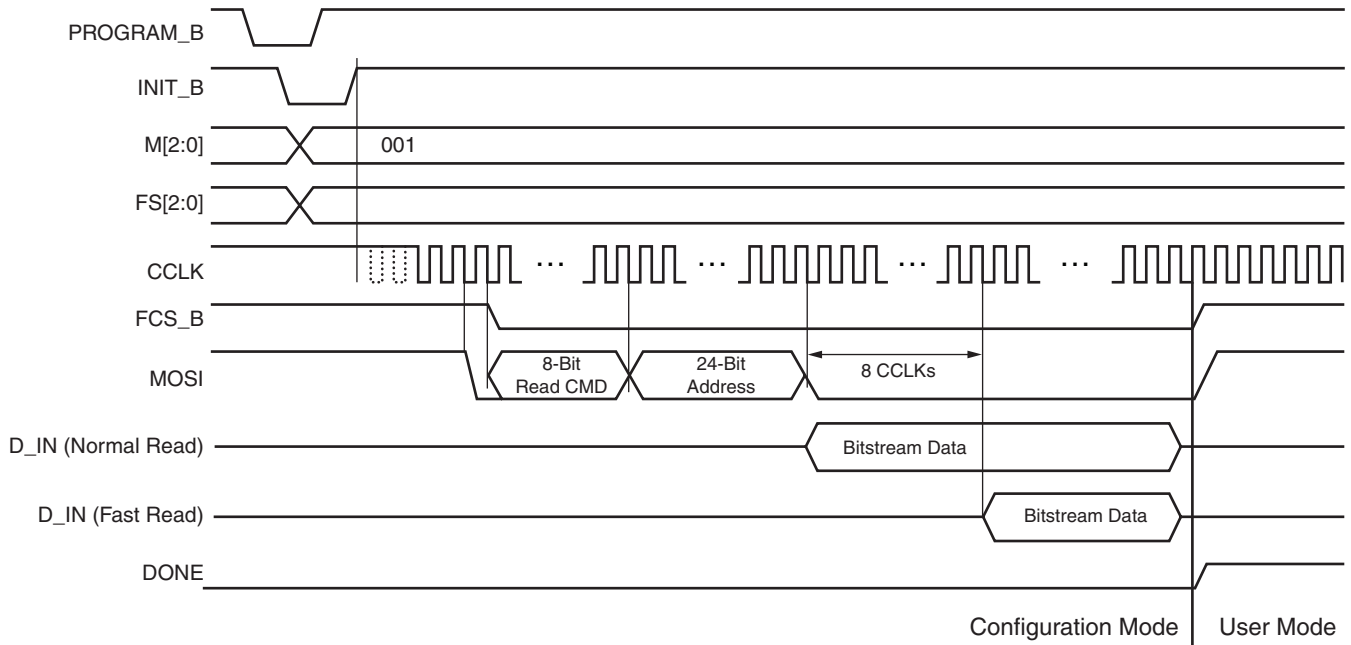 PROGRAM_B
INIT_B
M[2:0]
001
FS[2:0]
CCLK
...
...
...
...
FCS_B
MOSI
8-Bit
Read CMD
24-Bit
Address
8 CCLKs
D_IN (Normal Read)
Bitstream Data
D_IN (Fast Read)
Bitstream Data
DONE
Configuration Mode
User Mode